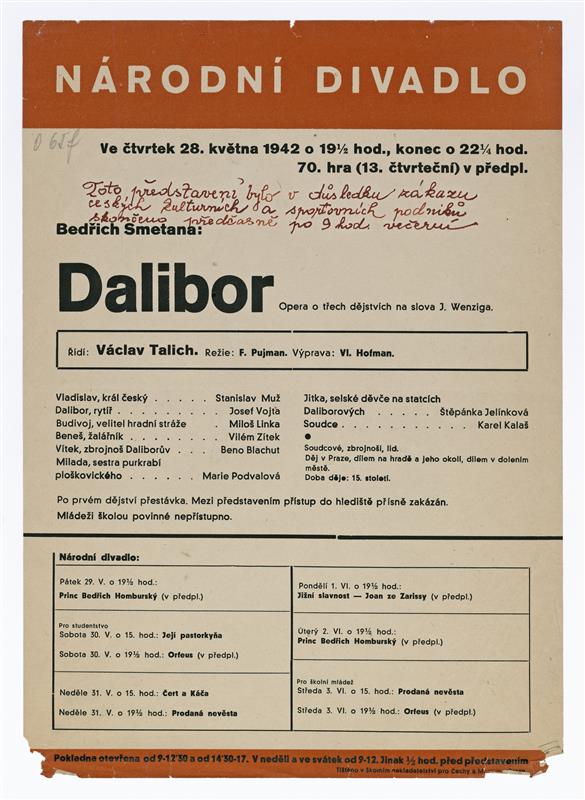 NÁRODNÍ DIVADLO
Ve čtvrtek 28. května 1942 o 19½ hod., konec o 22¼ hod.
70. hra (13. čtvrteční) v předpl.
Toto představení bylo v důsledku zákazu
českých kulturních a sportovních podniků
skončeno předčasně po 9 hod. večerní
Bedřich Smetana:
Dalibor
Opera o třech dějstvích na slova J. Wenziga.
Řídí: Václav Talich. Režie: F. Pujman. Výprava: Vl. Hofman.
Vladislav, král český . . . . . Stanislav Muž
Dalibor, rytíř . . . . . . . . . Josef Vojta
Budivoj, velitel hradní stráže . Miloš Linka
Beneš, žalářník . . . . . . . Vilém Zítek
Vítek, zbrojnoš Daliborův . . . Beno Blachut
Milada, sestra purkrabí
ploškovického . . . . . . Marie Podvalová
Jitka, selské děvče na statcích
Daliborových . . . . . Štěpánka Jelínková
Soudce . . . . . . . . . Karel Kalaš
●
Soudcové, zbrojnoši, lid.
Děj v Praze, dílem na hradě a jeho okolí, dílem v dolením
městě.
Doba děje: 15. století.
Po prvém dějství přestávka. Mezi představením přístup do hlediště přísně zakázán.
Mládeži školou povinné nepřístupno.
Národní divadlo:
Pátek 29. V. o 19½ hod.:
Princ Bedřich Homburský (v předpl.)
Pro studentstvo
Sobota 30. V. o 15. hod.: Její pastorkyňa
Sobota 30. V. o 19½ hod.: Orfeus (v předpl.)
Neděle 31. V. o 15. hod.: Čert a Káča
Neděle 31. V. o 19½ hod.: Prodaná nevěsta
Pondělí 1. VI. o 19½ hod.:
Jižní slavnost — Joan ze Zarissy (v předpl.)
Úterý 2. VI. o 19½ hod.:
Princ Bedřich Homburský (v předpl.)
Pro školní mládež
Středa 3. VI. o 15. hod.: Prodaná nevěsta
Středa 3. VI. o 19½ hod.: Orfeus (v předpl.)
Pokladna otevřena od 9-12˙30 a od 14˙30-17. V neděli a ve svátek od 9-12. Jinak ½ hod. před představením
Tištěno v Školním nakladatelství pro Čechy a